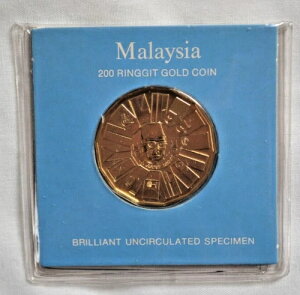 Malaysia
200 RINGGIT GOLD COIN
BRILLIANT UNCIRCULATED SPECIMEN